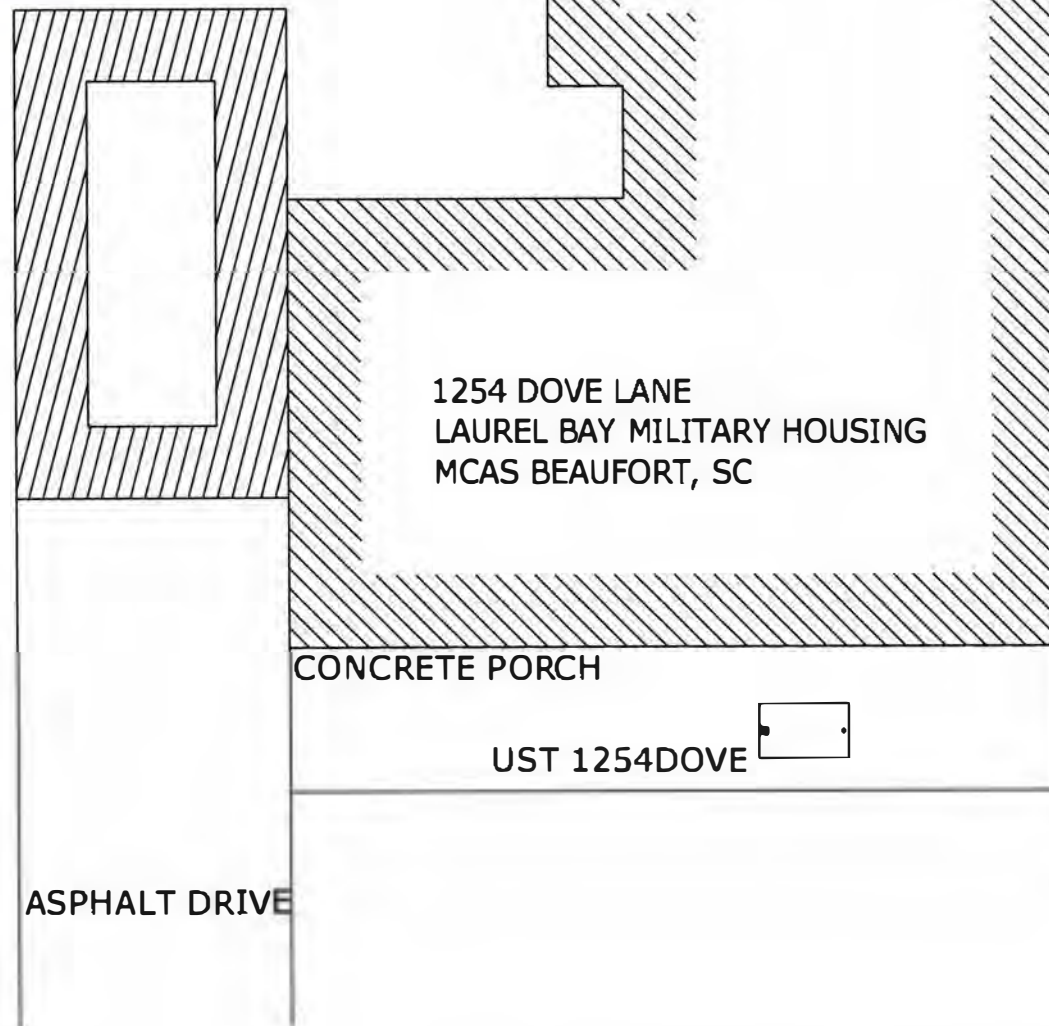 1254 DOVE LANE
LAUREL BAY MILITARY HOUSING
MCAS BEAUFORT, SC
CONCRETE PORCH
UST 1254DOVE
ASPHALT DRIVE